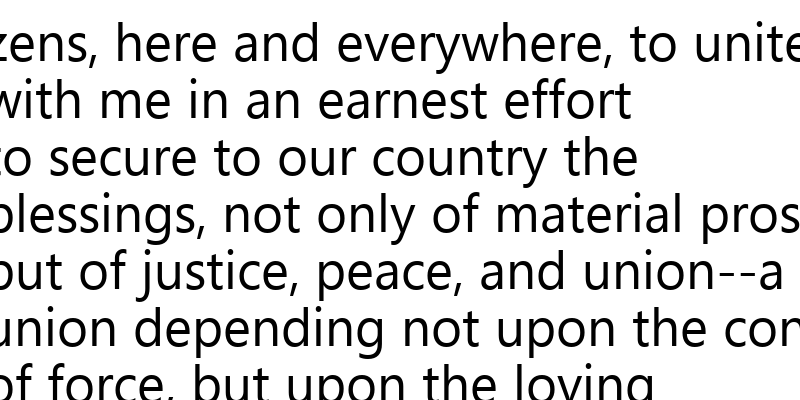 zens, here and everywhere, to unite
with me in an earnest effort
to secure to our country the
blessings, not only of material pros
but of justice, peace, and union--a
union depending not upon the con
of force, but upon the loving